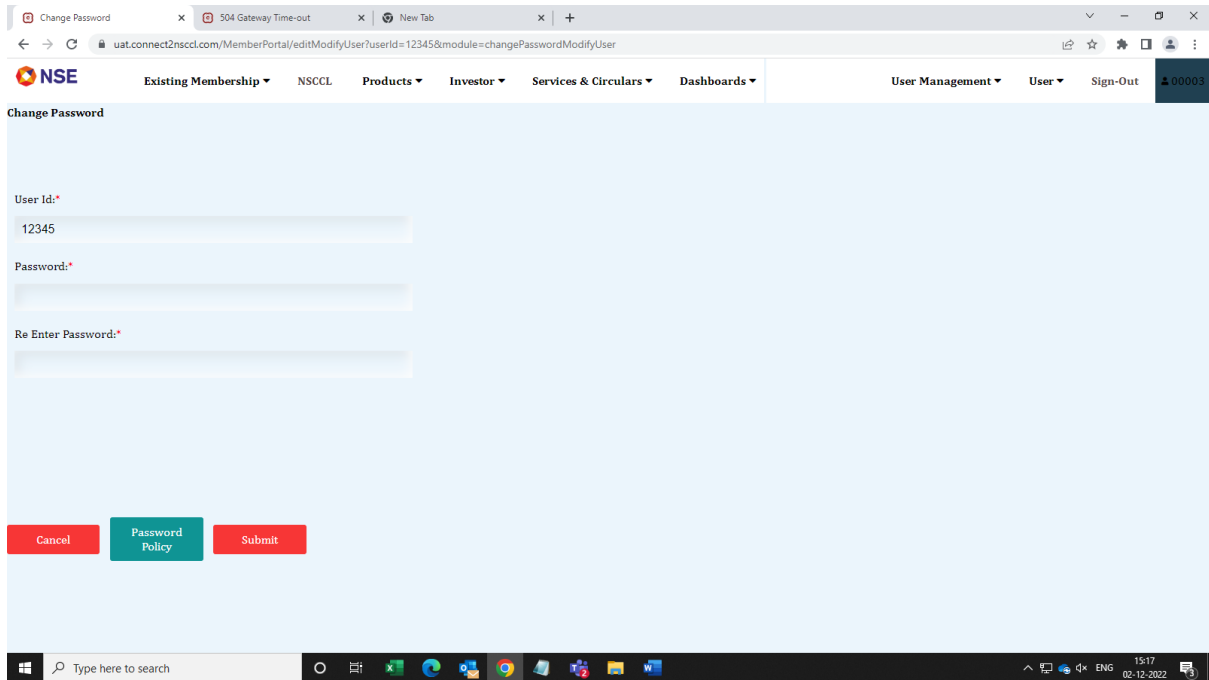 Change Password
504 Gateway Time-out
New Tab
uat.connect2nsccl.com/MemberPortal/editModifyUser?userId=12345&module=changePasswordModifyUser
NSE
Existing Membership NSCCL Products Investor Services & Circulars Dashboards User Management User Sign-Out 00003
Change Password
User Id:*
12345
Password:*
Re Enter Password:*
Cancel
Password
Policy
Submit
Type here to search
ENG
15:17
02-12-2022